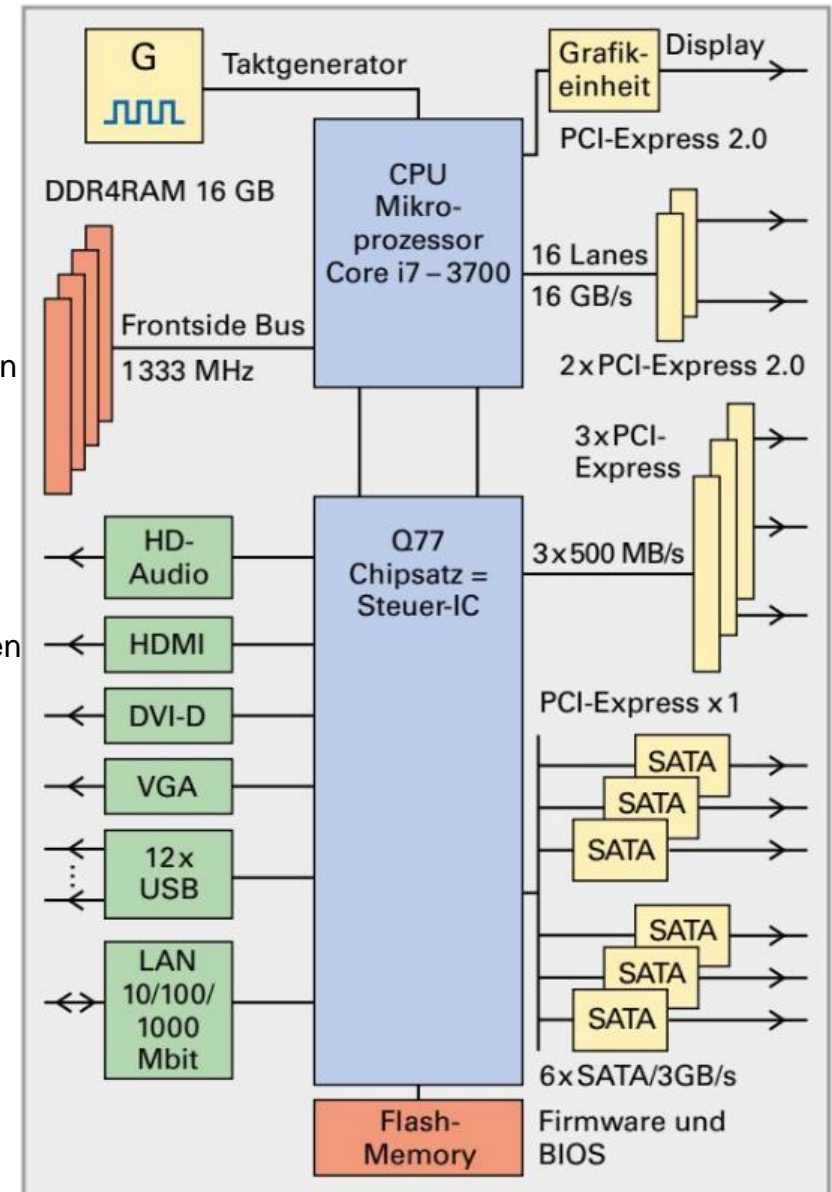 G
Taktgenerator
Grafik-
einheit
Display
PCI-Express 2.0
DDR4RAM 16 GB
CPU
Mikro-
prozessor
Core i7 – 3700
16 Lanes
16 GB/s
2xPCI-Express 2.0
Frontside Bus
1333 MHz
n
3xPCI-
Express
3x500 MB/s
PCI-Express x1
HD-
Audio
Q77
Chipsatz =
Steuer-IC
en
HDMI
DVI-D
VGA
12x
USB
LAN
10/100/
1000
Mbit
SATA
SATA
SATA
SATA
SATA
SATA
6xSATA/3GB/s
Flash-
Memory
Firmware und
BIOS